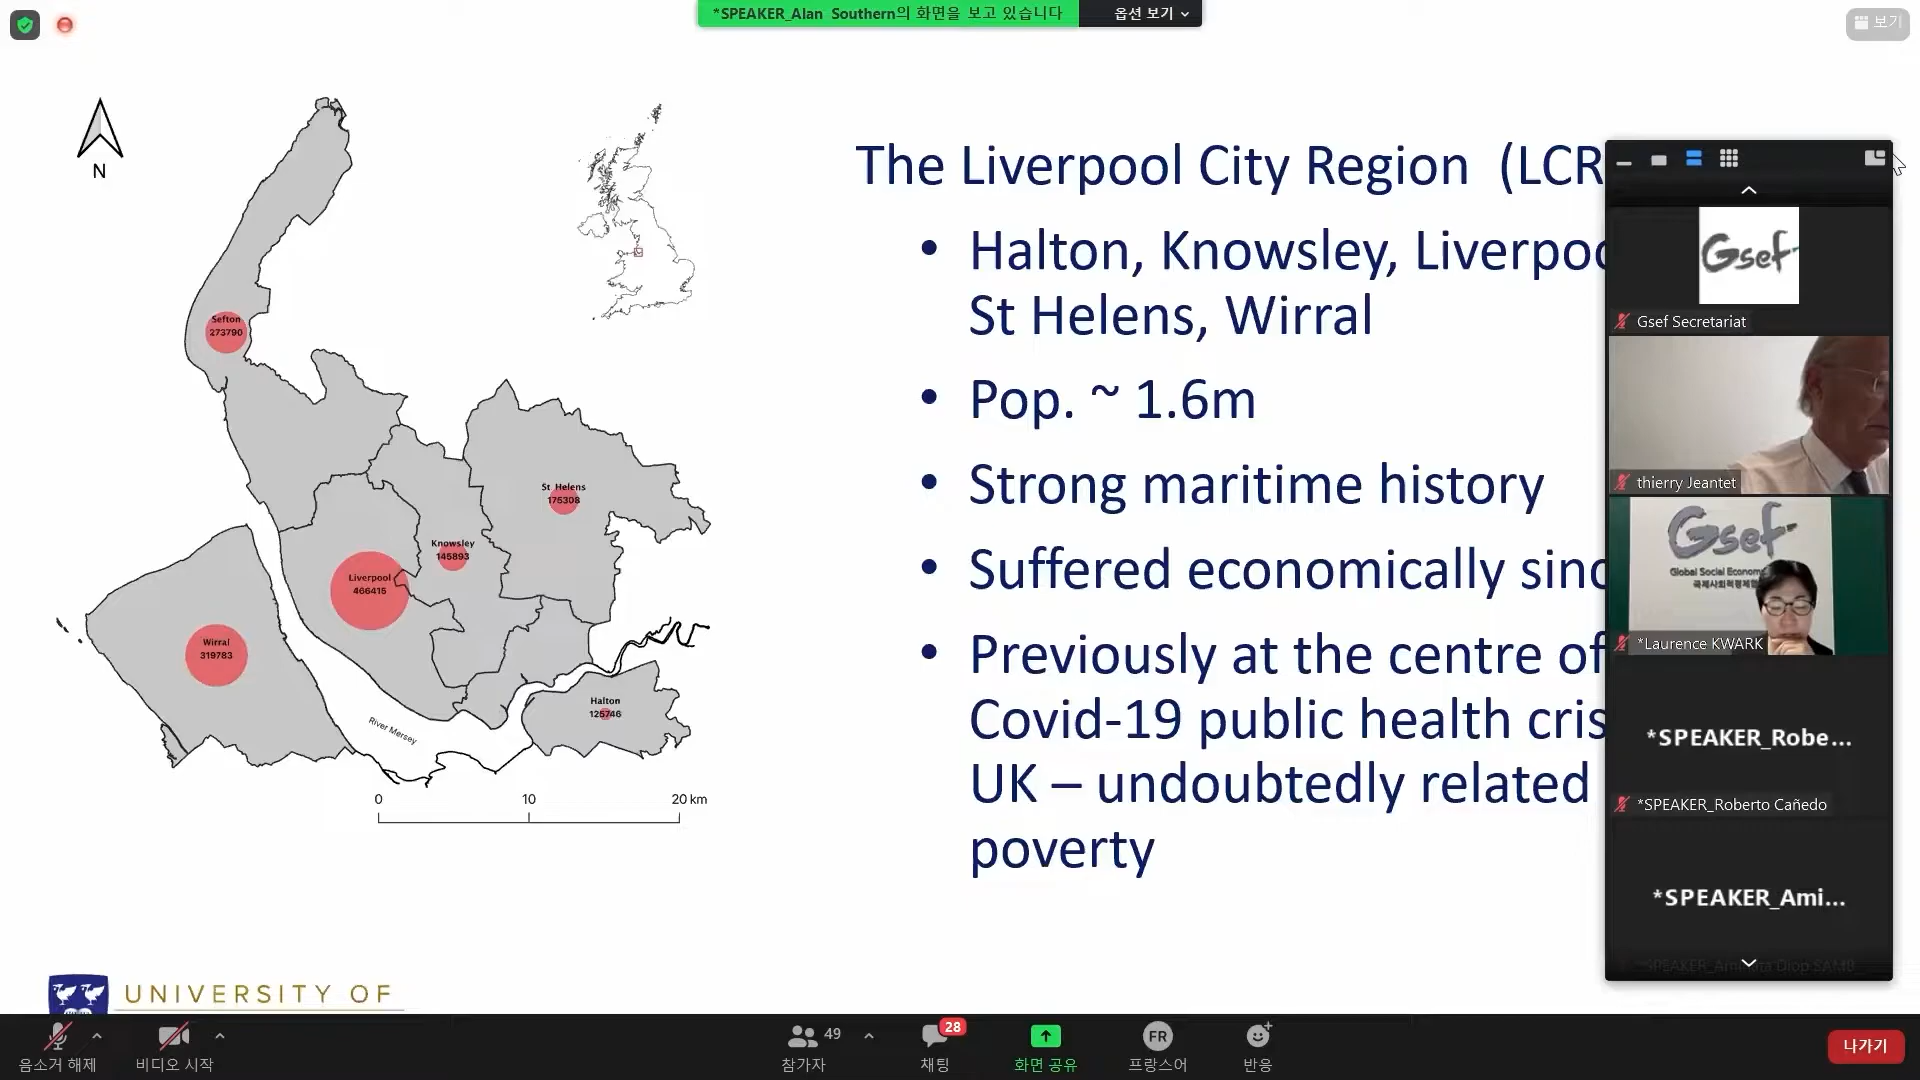 *SPEAKER_Alan Southern의 화면을 보고 있습니다
옵션 보기
보기
N
The Liverpool City Region (LCR
• Halton, Knowsley, Liverpoo
St Helens, Wirral
• Pop. ~ 1.6m
• Strong maritime history
• Suffered economically sinc
• Previously at the centre of
Covid-19 public health cris
UK – undoubtedly related
poverty
Sefton
273790
St Helens
175308
Knowsley
145893
Liverpool
466415
Wirral
319783
Halton
125746
River Mersey
0 10 20 km
UNIVERSITY OF
Gsef
Gsef Secretariat
thierry Jeantet
Gsef
Global Social Econom
*Laurence KWARK
*SPEAKER_Robe...
*SPEAKER_Roberto Cañedo
*SPEAKER_Ami...
음소거 해제
비디오 시작
49
참가자
28
채팅
화면 공유
FR
프랑스어
반응
나가기